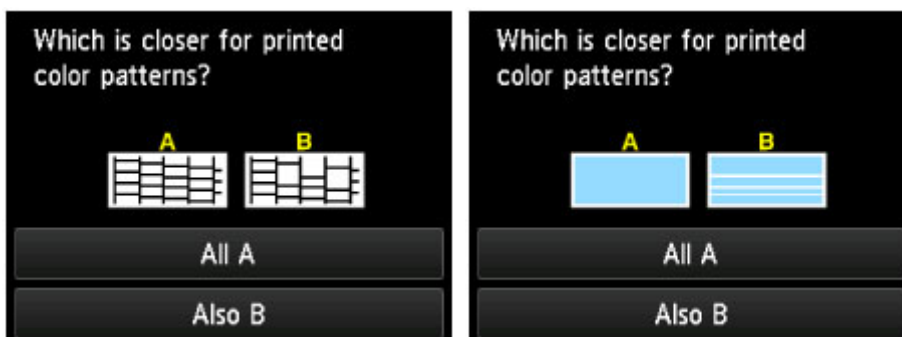 Which is closer for printed
color patterns?
A B
All A
Also B
Which is closer for printed
color patterns?
A B
All A
Also B